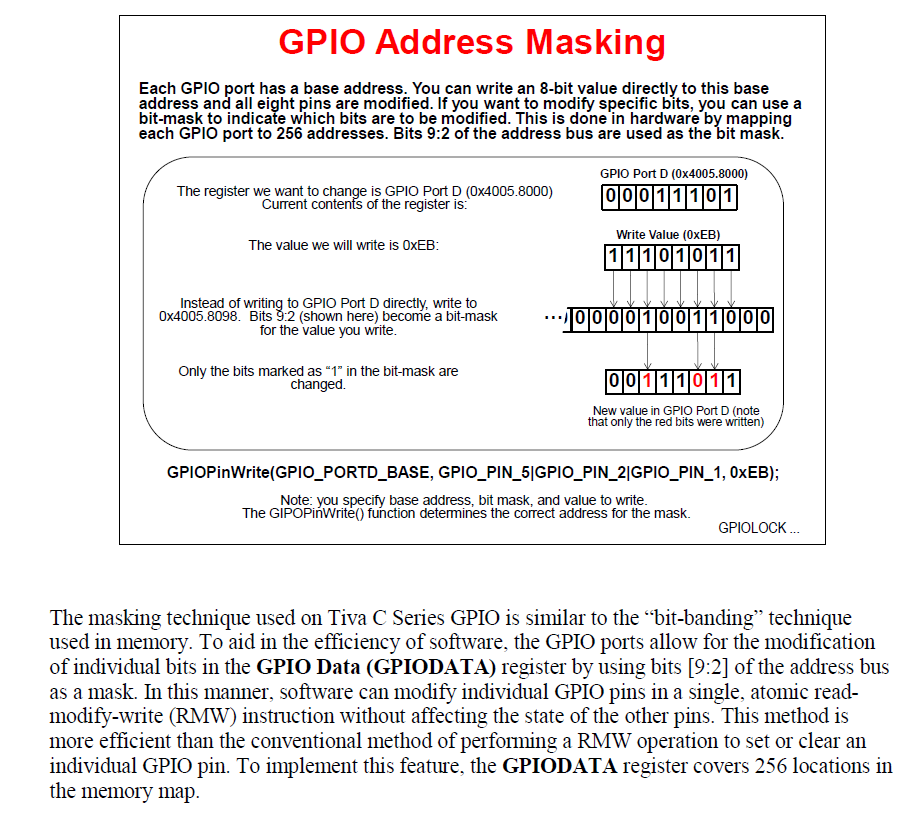 GPIO Address Masking
Each GPIO port has a base address. You can write an 8-bit value directly to this base
address and all eight pins are modified. If you want to modify specific bits, you can use a
bit-mask to indicate which bits are to be modified. This is done in hardware by mapping
each GPIO port to 256 addresses. Bits 9:2 of the address bus are used as the bit mask.
GPIO Port D (0x4005.8000)
The register we want to change is GPIO Port D (0x4005.8000)
Current contents of the register is:
0 0 0 1 1 1 0 1
Write Value (0xEB)
The value we will write is 0xEB:
1 1 1 0 1 0 1 1
Instead of writing to GPIO Port D directly, write to
0x4005.8098. Bits 9:2 (shown here) become a bit-mask
for the value you write.
... 0 0 0 0 1 0 0 1 1 0 0 0
Only the bits marked as “1” in the bit-mask are
changed.
0 0 1 1 1 0 1 1
New value in GPIO Port D (note
that only the red bits were written)
GPIOPinWrite(GPIO_PORTD_BASE, GPIO_PIN_5|GPIO_PIN_2|GPIO_PIN_1, 0xEB);
Note: you specify base address, bit mask, and value to write.
The GIPOPinWrite() function determines the correct address for the mask.
GPIOLOCK ...
The masking technique used on Tiva C Series GPIO is similar to the “bit-banding” technique
used in memory. To aid in the efficiency of software, the GPIO ports allow for the modification
of individual bits in the GPIO Data (GPIODATA) register by using bits [9:2] of the address bus
as a mask. In this manner, software can modify individual GPIO pins in a single, atomic read-
modify-write (RMW) instruction without affecting the state of the other pins. This method is
more efficient than the conventional method of performing a RMW operation to set or clear an
individual GPIO pin. To implement this feature, the GPIODATA register covers 256 locations in
the memory map.